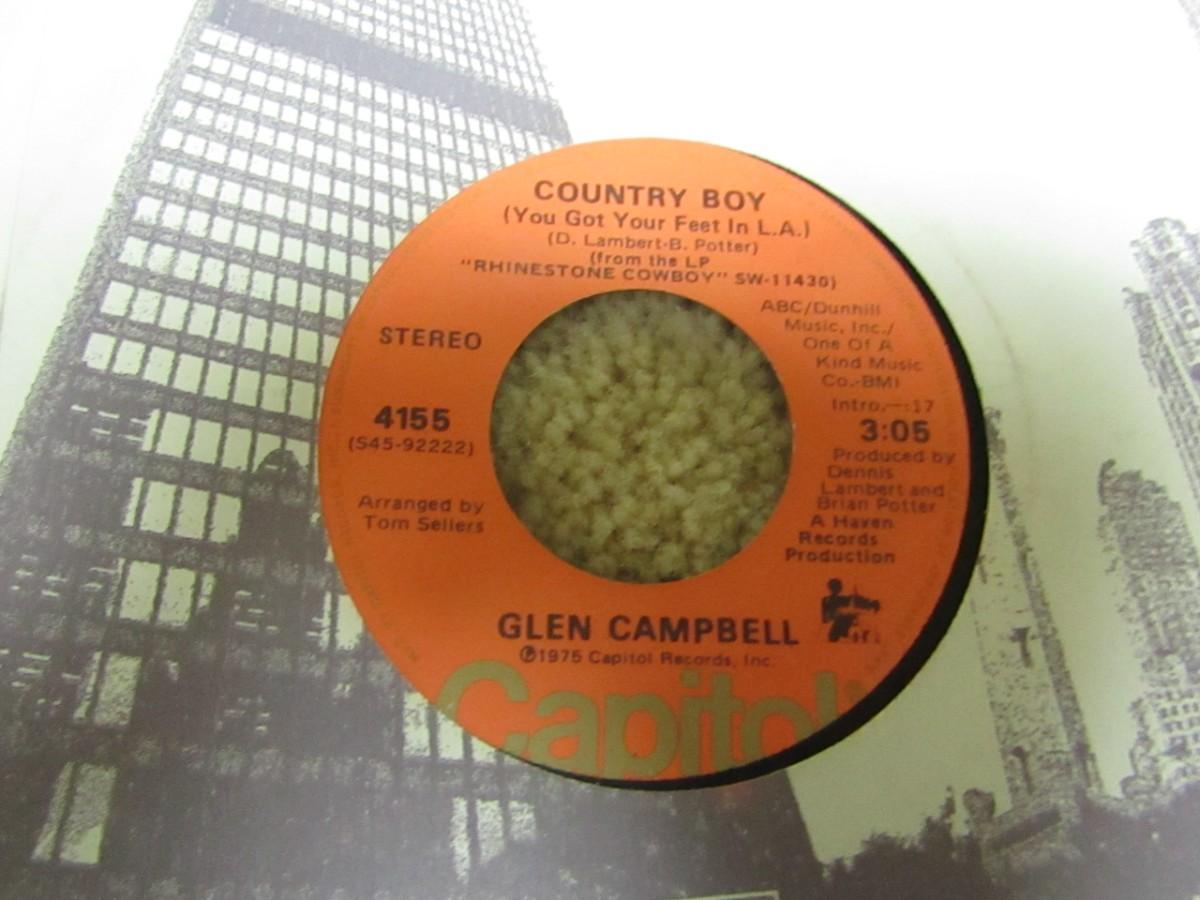 COUNTRY BOY
(You Got Your Feet In L.A.)
(D. Lambert-B. Potter)
(from the LP
"RHINESTONE COWBOY" SW-11430)
STEREO
4155
(S45-92222)
Arranged by
Tom Sellers
ABC/Dunhill
Music, Inc./
One Of A
Kind Music
Co.-BMI
Intro.—:17
3:05
Produced by
Dennis
Lambert and
Brian Potter
A Haven
Records
Production
GLEN CAMPBELL
℗1975 Capitol Records, Inc.
Capitol